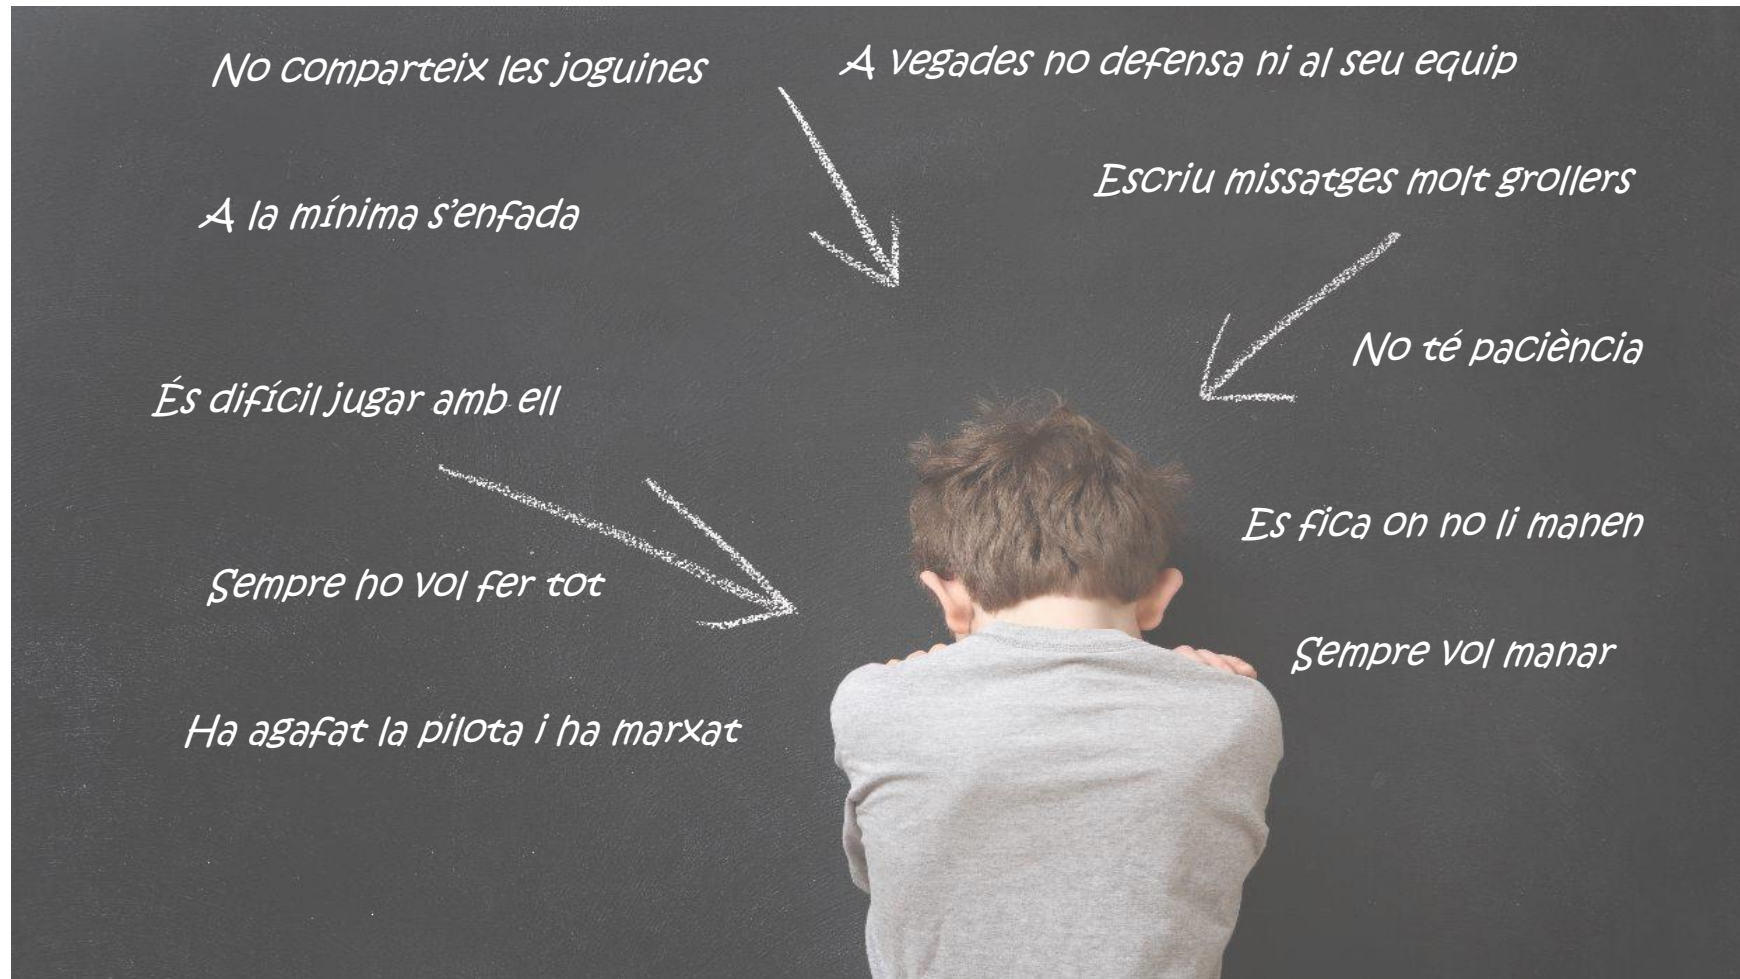 No comparteix les joguines
A vegades no defensa ni al seu equip
Escriu missatges molt grollers
A la mínima s'enfada
No té paciència
És difícil jugar amb ell
Es fica on no li manen
Sempre ho vol fer tot
Sempre vol manar
Ha agafat la pilota i ha marxat